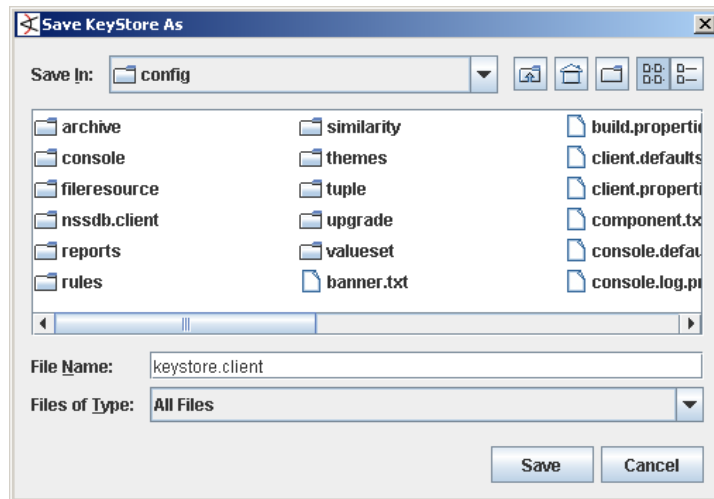 Save KeyStore As
Save In: config
archive similarity build.properti
console themes client.defaults
fileresource tuple client.properti
nssdb.client upgrade component.tx
reports valueset console.defau
rules banner.txt console.log.p
File Name: keystore.client
Files of Type: All Files
Save Cancel